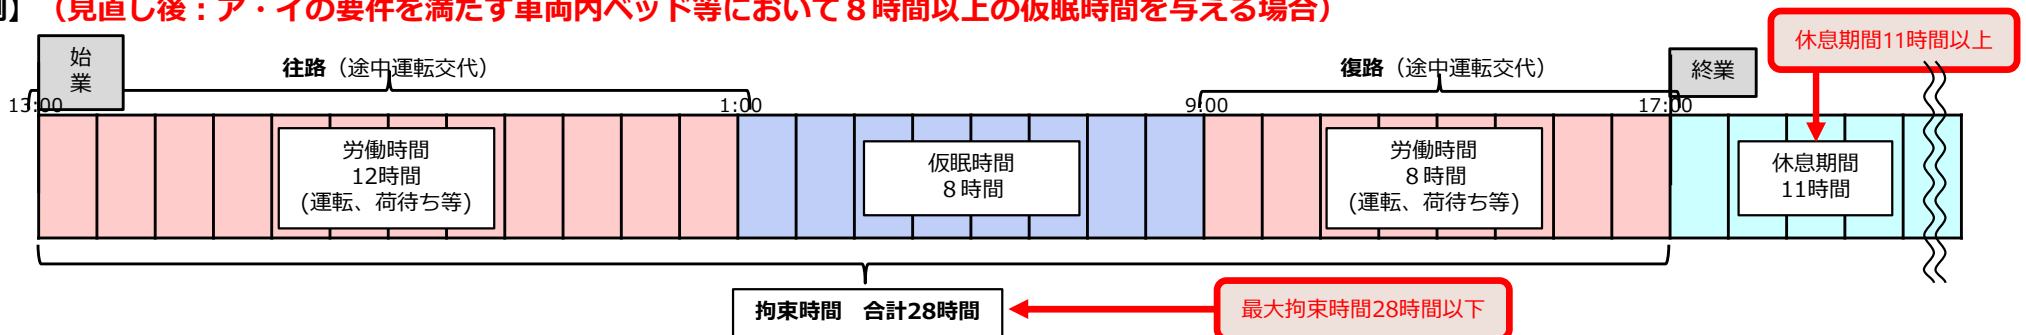 】（見直し後：ア・イの要件を満たす車両内ベッド等において８時間以上の仮眠時間を与える場合）
休息期間11時間以上
始
業
往路（途中運転交代）
復路（途中運転交代）
終業
13:00
1:00
9:00
17:00
労働時間
12時間
(運転、荷待ち等)
仮眠時間
８時間
労働時間
８時間
(運転、荷待ち等)
休息期間
11時間
拘束時間　合計28時間
最大拘束時間28時間以下